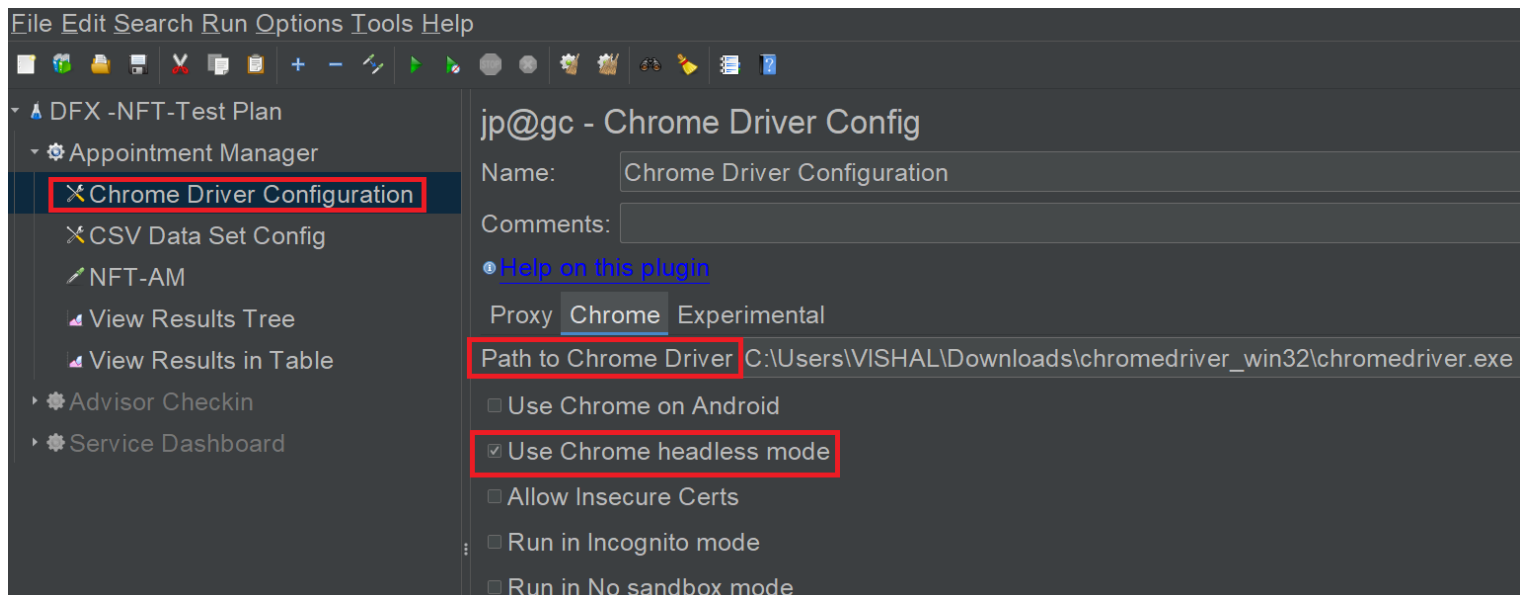 File Edit Search Run Options Tools Help
DFX -NFT-Test Plan
Appointment Manager
Chrome Driver Configuration
CSV Data Set Config
NFT-AM
View Results Tree
View Results in Table
Advisor Checkin
Service Dashboard
jp@gc - Chrome Driver Config
Name: Chrome Driver Configuration
Comments:
Help on this plugin
Proxy Chrome Experimental
Path to Chrome Driver C:\Users\VISHAL\Downloads\chromedriver_win32\chromedriver.exe
Use Chrome on Android
Use Chrome headless mode
Allow Insecure Certs
Run in Incognito mode
Run in No sandbox mode